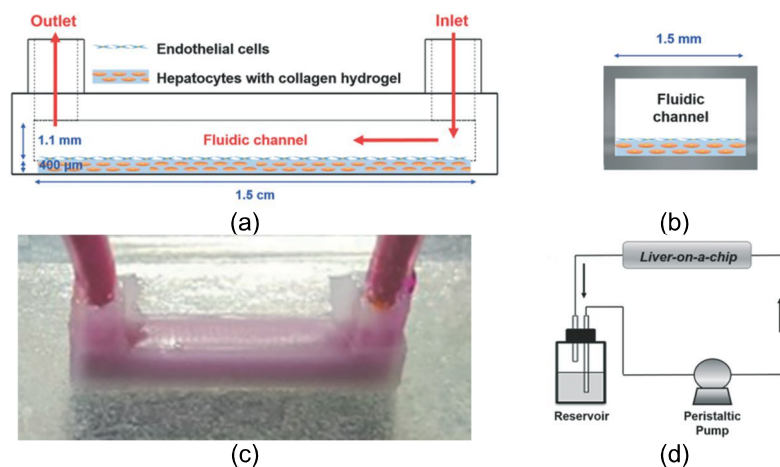 Outlet
Inlet
Endothelial cells
Hepatocytes with collagen hydrogel
1.1 mm
Fluidic channel
400 μm
1.5 cm
(a)
1.5 mm
Fluidic
channel
(b)
(c)
Liver-on-a-chip
Reservoir
Peristaltic
Pump
(d)